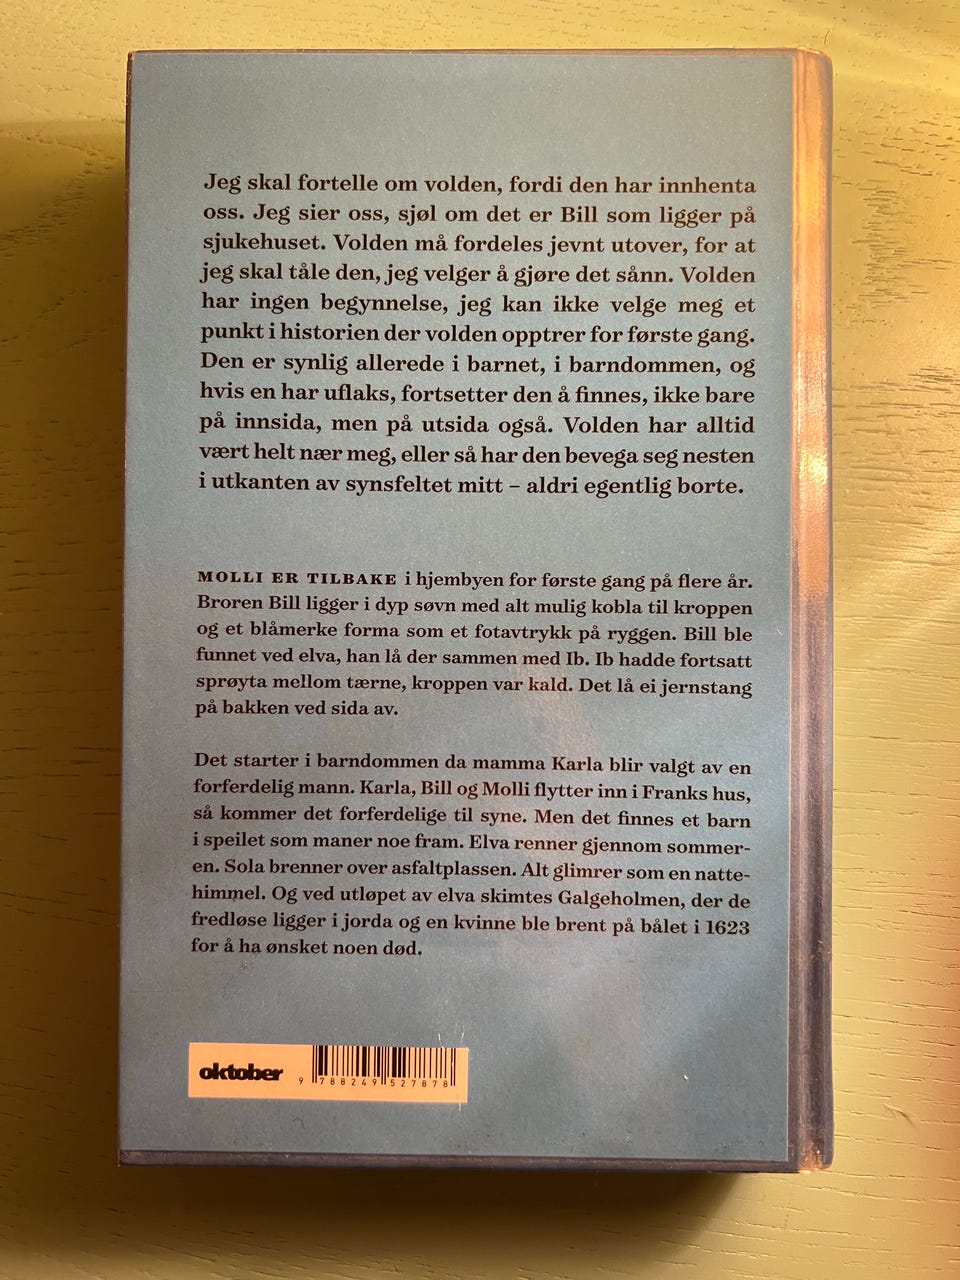 Jeg skal fortelle om volden, fordi den har innhenta
oss. Jeg sier oss, sjøl om det er Bill som ligger på
sjukehuset. Volden må fordeles jevnt utover, for at
jeg skal tåle den, jeg velger å gjøre det sånn. Volden
har ingen begynnelse, jeg kan ikke velge meg et
punkt i historien der volden opptrer for første gang.
Den er synlig allerede i barnet, i barndommen, og
hvis en har uflaks, fortsetter den å finnes, ikke bare
på innsida, men på utsida også. Volden har alltid
vært helt nær meg, eller så har den bevega seg nesten
i utkanten av synsfeltet mitt – aldri egentlig borte.
MOLLI ER TILBAKE i hjembyen for første gang på flere år.
Broren Bill ligger i dyp søvn med alt mulig kobla til kroppen
og et blåmerke forma som et fotavtrykk på ryggen. Bill ble
funnet ved elva, han lå der sammen med Ib. Ib hadde fortsatt
sprøyta mellom tærne, kroppen var kald. Det lå ei jernstang
på bakken ved sida av.
Det starter i barndommen da mamma Karla blir valgt av en
forferdelig mann. Karla, Bill og Molli flytter inn i Franks hus,
så kommer det forferdelige til syne. Men det finnes et barn
i speilet som maner noe fram. Elva renner gjennom sommer-
en. Sola brenner over asfaltplassen. Alt glimrer som en natte-
himmel. Og ved utløpet av elva skimtes Galgeholmen, der de
fredløse ligger i jorda og en kvinne ble brent på bålet i 1623
for å ha ønsket noen død.
oktober
9 788249 527878